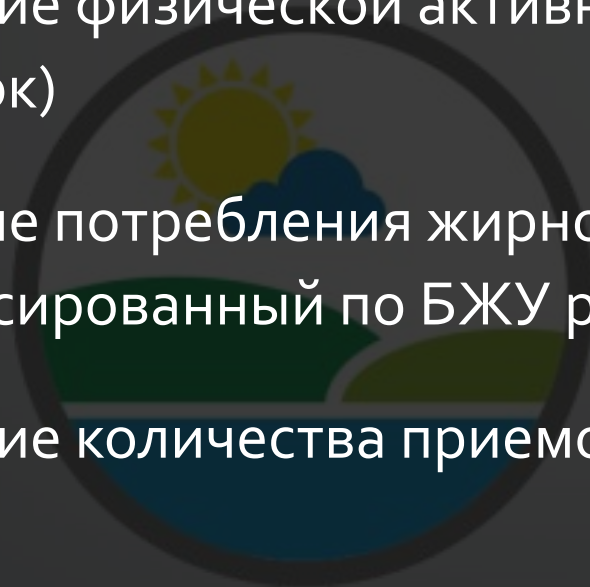 ие физической активн
ок)
ие потребления жирно
сированный по БЖУ р
ие количества приемо